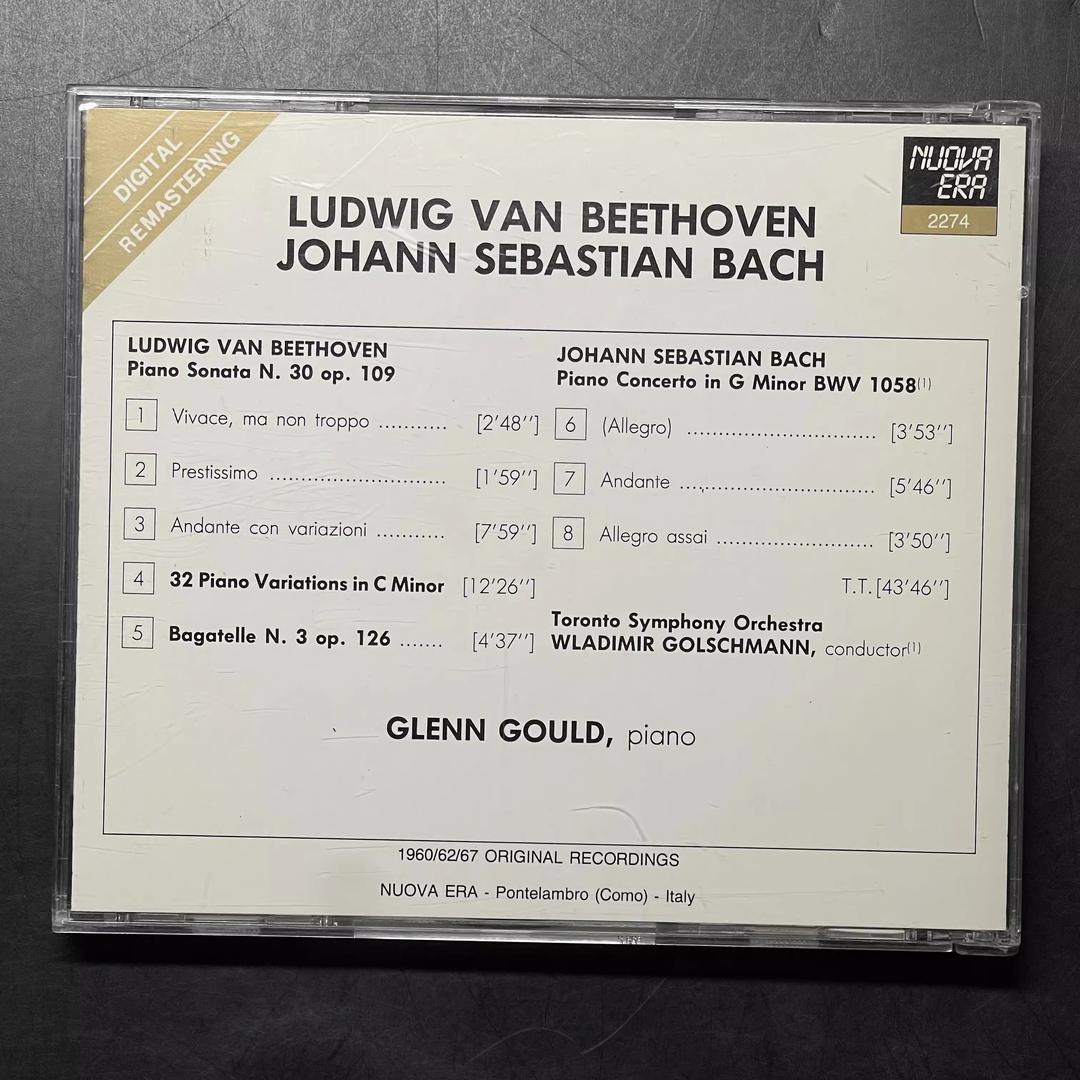 DIGITAL
REMASTERING
NUOVA
ERA
2274
LUDWIG VAN BEETHOVEN
JOHANN SEBASTIAN BACH
LUDWIG VAN BEETHOVEN
Piano Sonata N. 30 op. 109
1 Vivace, ma non troppo ........... [2'48'']
2 Prestissimo ............................ [1'59'']
3 Andante con variazioni ........... [7'59'']
4 32 Piano Variations in C Minor [12'26'']
5 Bagatelle N. 3 op. 126 ....... [4'37'']
JOHANN SEBASTIAN BACH
Piano Concerto in G Minor BWV 1058(1)
6 (Allegro) .............................. [3'53'']
7 Andante ............................... [5'46'']
8 Allegro assai ......................... [3'50'']
T.T. [43'46'']
Toronto Symphony Orchestra
WLADIMIR GOLSCHMANN, conductor(1)
GLENN GOULD, piano
1960/62/67 ORIGINAL RECORDINGS
NUOVA ERA - Pontelambro (Como) - Italy